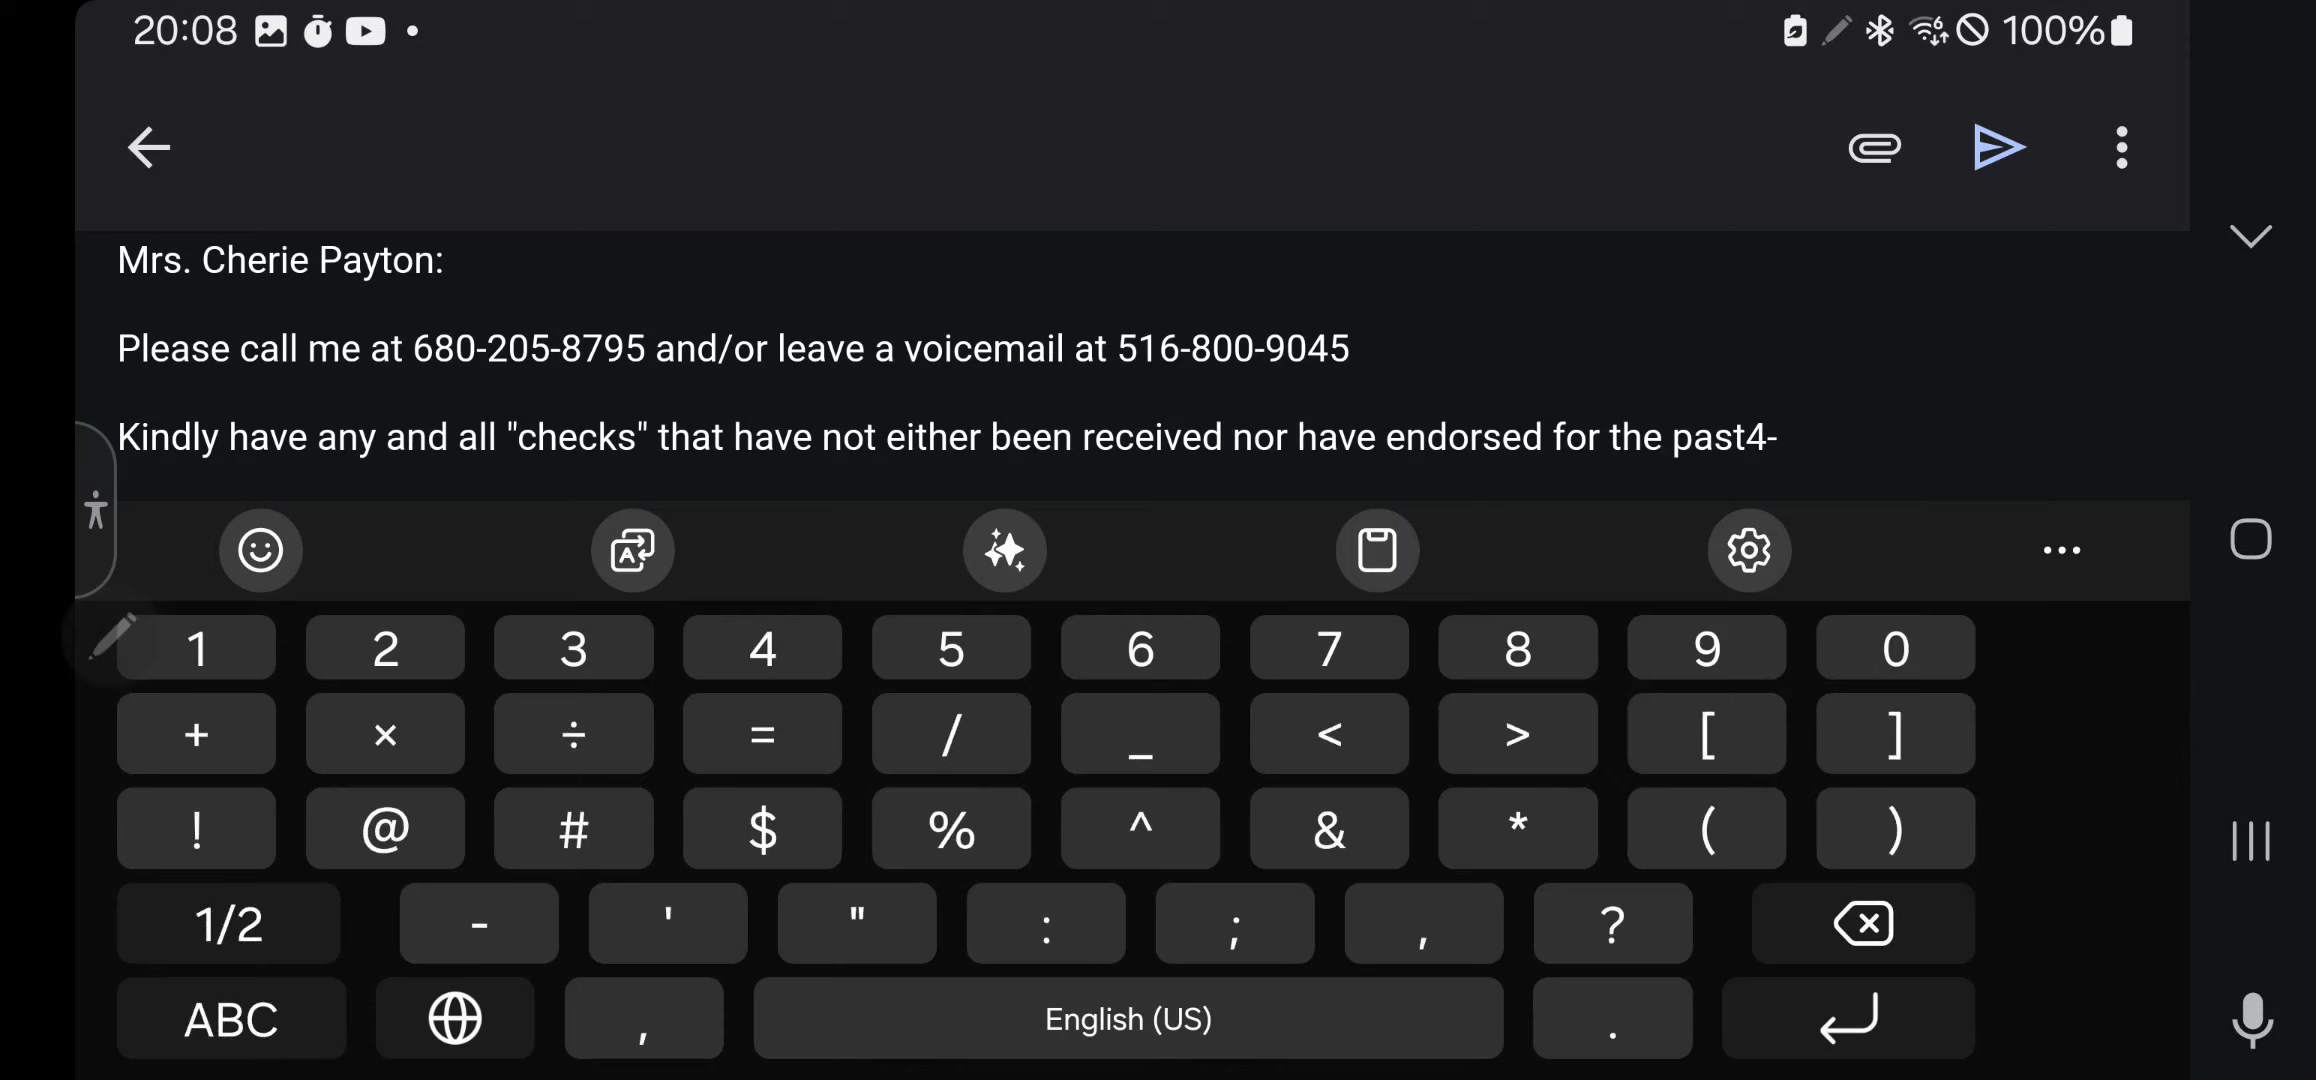 20:08 100%
Mrs. Cherie Payton:
Please call me at 680-205-8795 and/or leave a voicemail at 516-800-9045
Kindly have any and all "checks" that have not either been received nor have endorsed for the past4-
1 2 3 4 5 6 7 8 9 0
+ × ÷ = / _ < > [ ]
! @ # $ % ^ & * ( )
1/2 - ' " : ; , ?
ABC , English (US) .